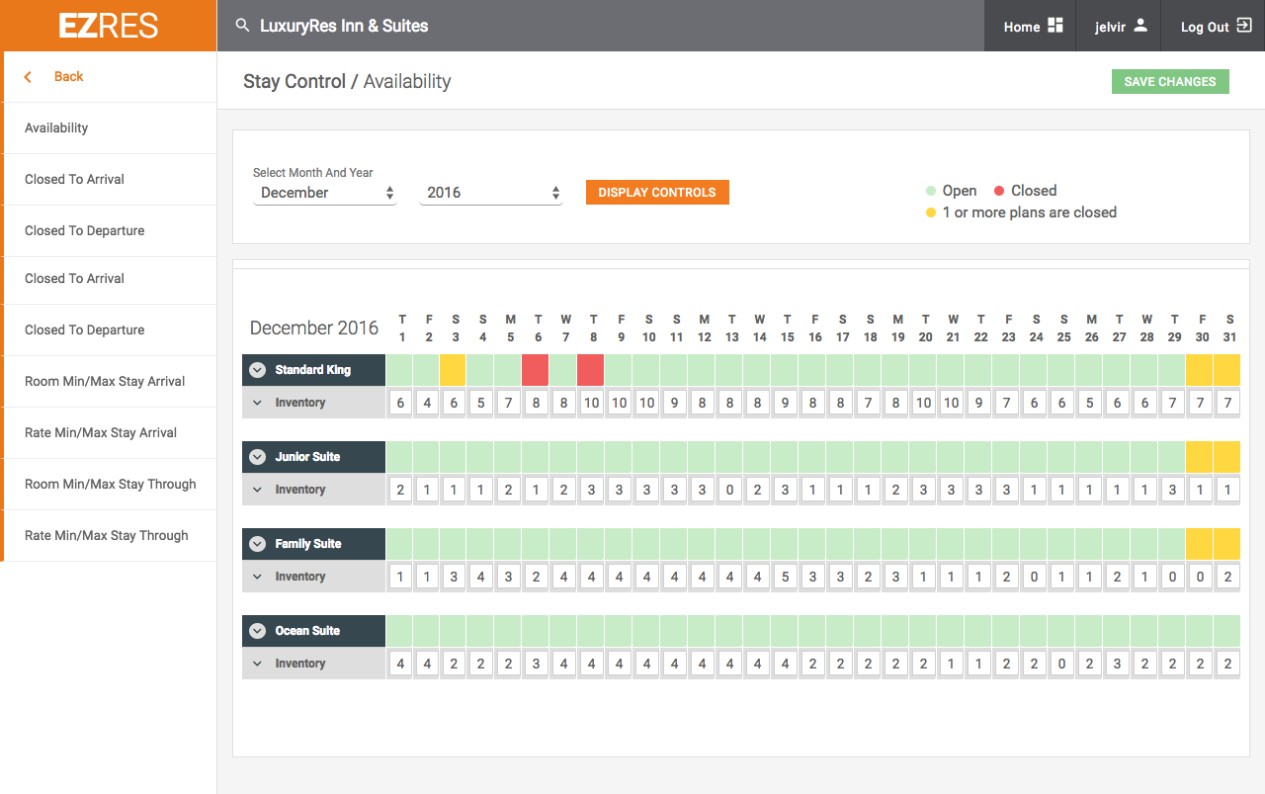 EZRES
LuxuryRes Inn & Suites
Home
jelvir
Log Out
Back
Availability
Closed To Arrival
Closed To Departure
Closed To Arrival
Closed To Departure
Room Min/Max Stay Arrival
Rate Min/Max Stay Arrival
Room Min/Max Stay Through
Rate Min/Max Stay Through
Stay Control / Availability
SAVE CHANGES
Select Month And Year
December 2016 DISPLAY CONTROLS
Open Closed
1 or more plans are closed
December 2016
T F S S M T W T F S S M T W T F S S M T W T F S S M T W T F S
1 2 3 4 5 6 7 8 9 10 11 12 13 14 15 16 17 18 19 20 21 22 23 24 25 26 27 28 29 30 31
Standard King
Inventory 6 4 6 5 7 8 8 10 10 10 9 8 8 8 9 8 8 7 8 10 10 9 7 6 6 5 6 6 7 7 7
Junior Suite
Inventory 2 1 1 1 2 1 2 3 3 3 3 3 0 2 3 1 1 1 2 3 3 3 3 1 1 1 1 1 3 1 1
Family Suite
Inventory 1 1 3 4 3 2 4 4 4 4 4 4 4 4 5 3 3 2 3 1 1 1 2 0 1 1 2 1 0 0 2
Ocean Suite
Inventory 4 4 2 2 2 3 4 4 4 4 4 4 4 4 4 2 2 2 2 2 1 1 2 2 0 2 3 2 2 2 2